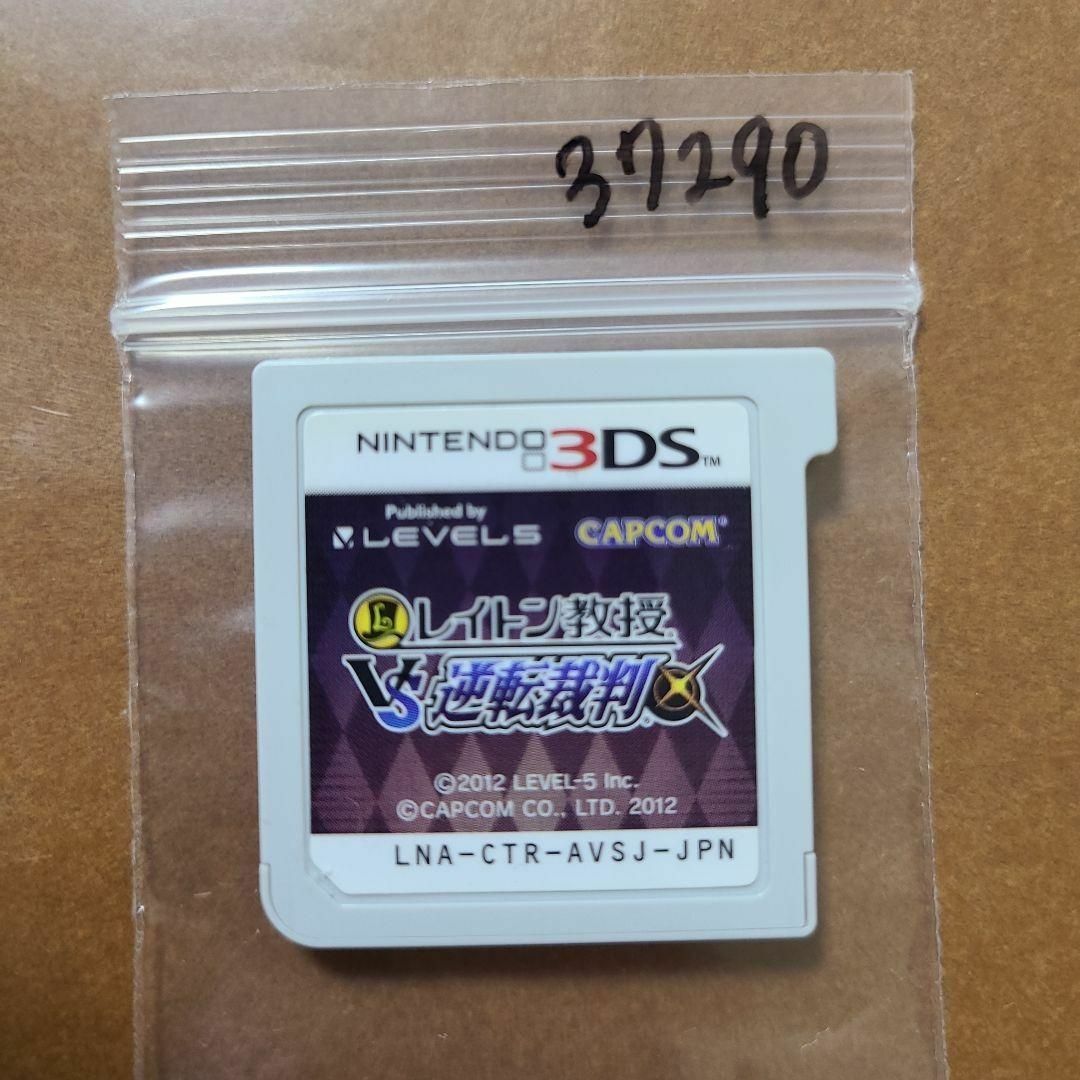 37290
NINTENDO 3DS™
Published by
LEVEL5 CAPCOM®
L レイトン教授
VS 逆転裁判®
©2012 LEVEL-5 Inc.
©CAPCOM CO., LTD. 2012
LNA-CTR-AVSJ-JPN